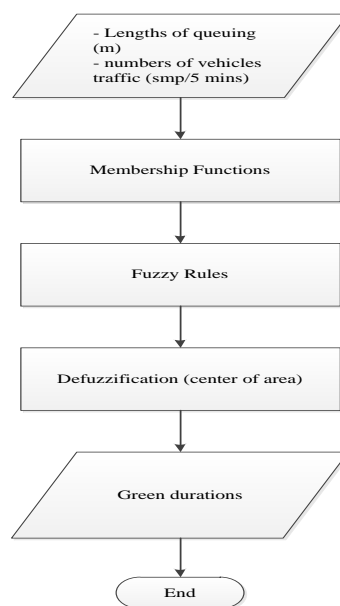 - Lengths of queuing
(m)
- numbers of vehicles
traffic (smp/5 mins)
Membership Functions
Fuzzy Rules
Defuzzification (center of area)
Green durations
End